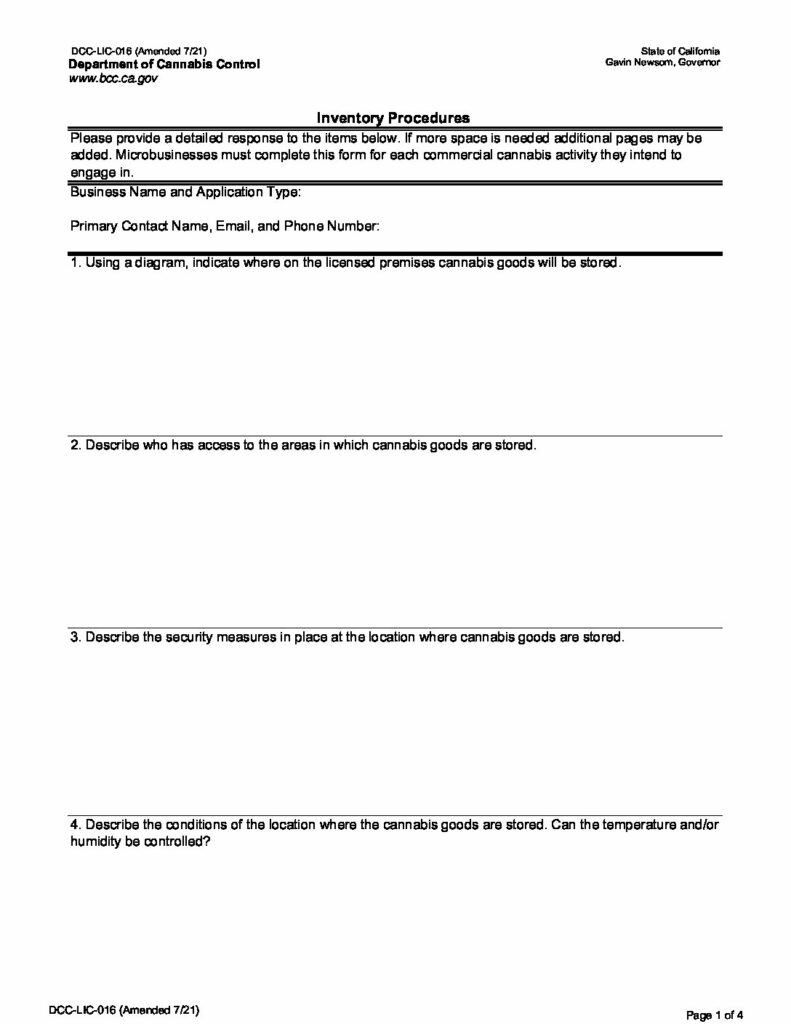 DCC-LIC-016 (Amended 7/21)
Department of Cannabis Control
www.bcc.ca.gov
State of California
Gavin Newsom, Governor
Inventory Procedures
Please provide a detailed response to the items below. If more space is needed additional pages may be
added. Microbusinesses must complete this form for each commercial cannabis activity they intend to
engage in.
Business Name and Application Type:
Primary Contact Name, Email, and Phone Number:
1. Using a diagram, indicate where on the licensed premises cannabis goods will be stored.
2. Describe who has access to the areas in which cannabis goods are stored.
3. Describe the security measures in place at the location where cannabis goods are stored.
4. Describe the conditions of the location where the cannabis goods are stored. Can the temperature and/or
humidity be controlled?
DCC-LIC-016 (Amended 7/21)
Page 1 of 4